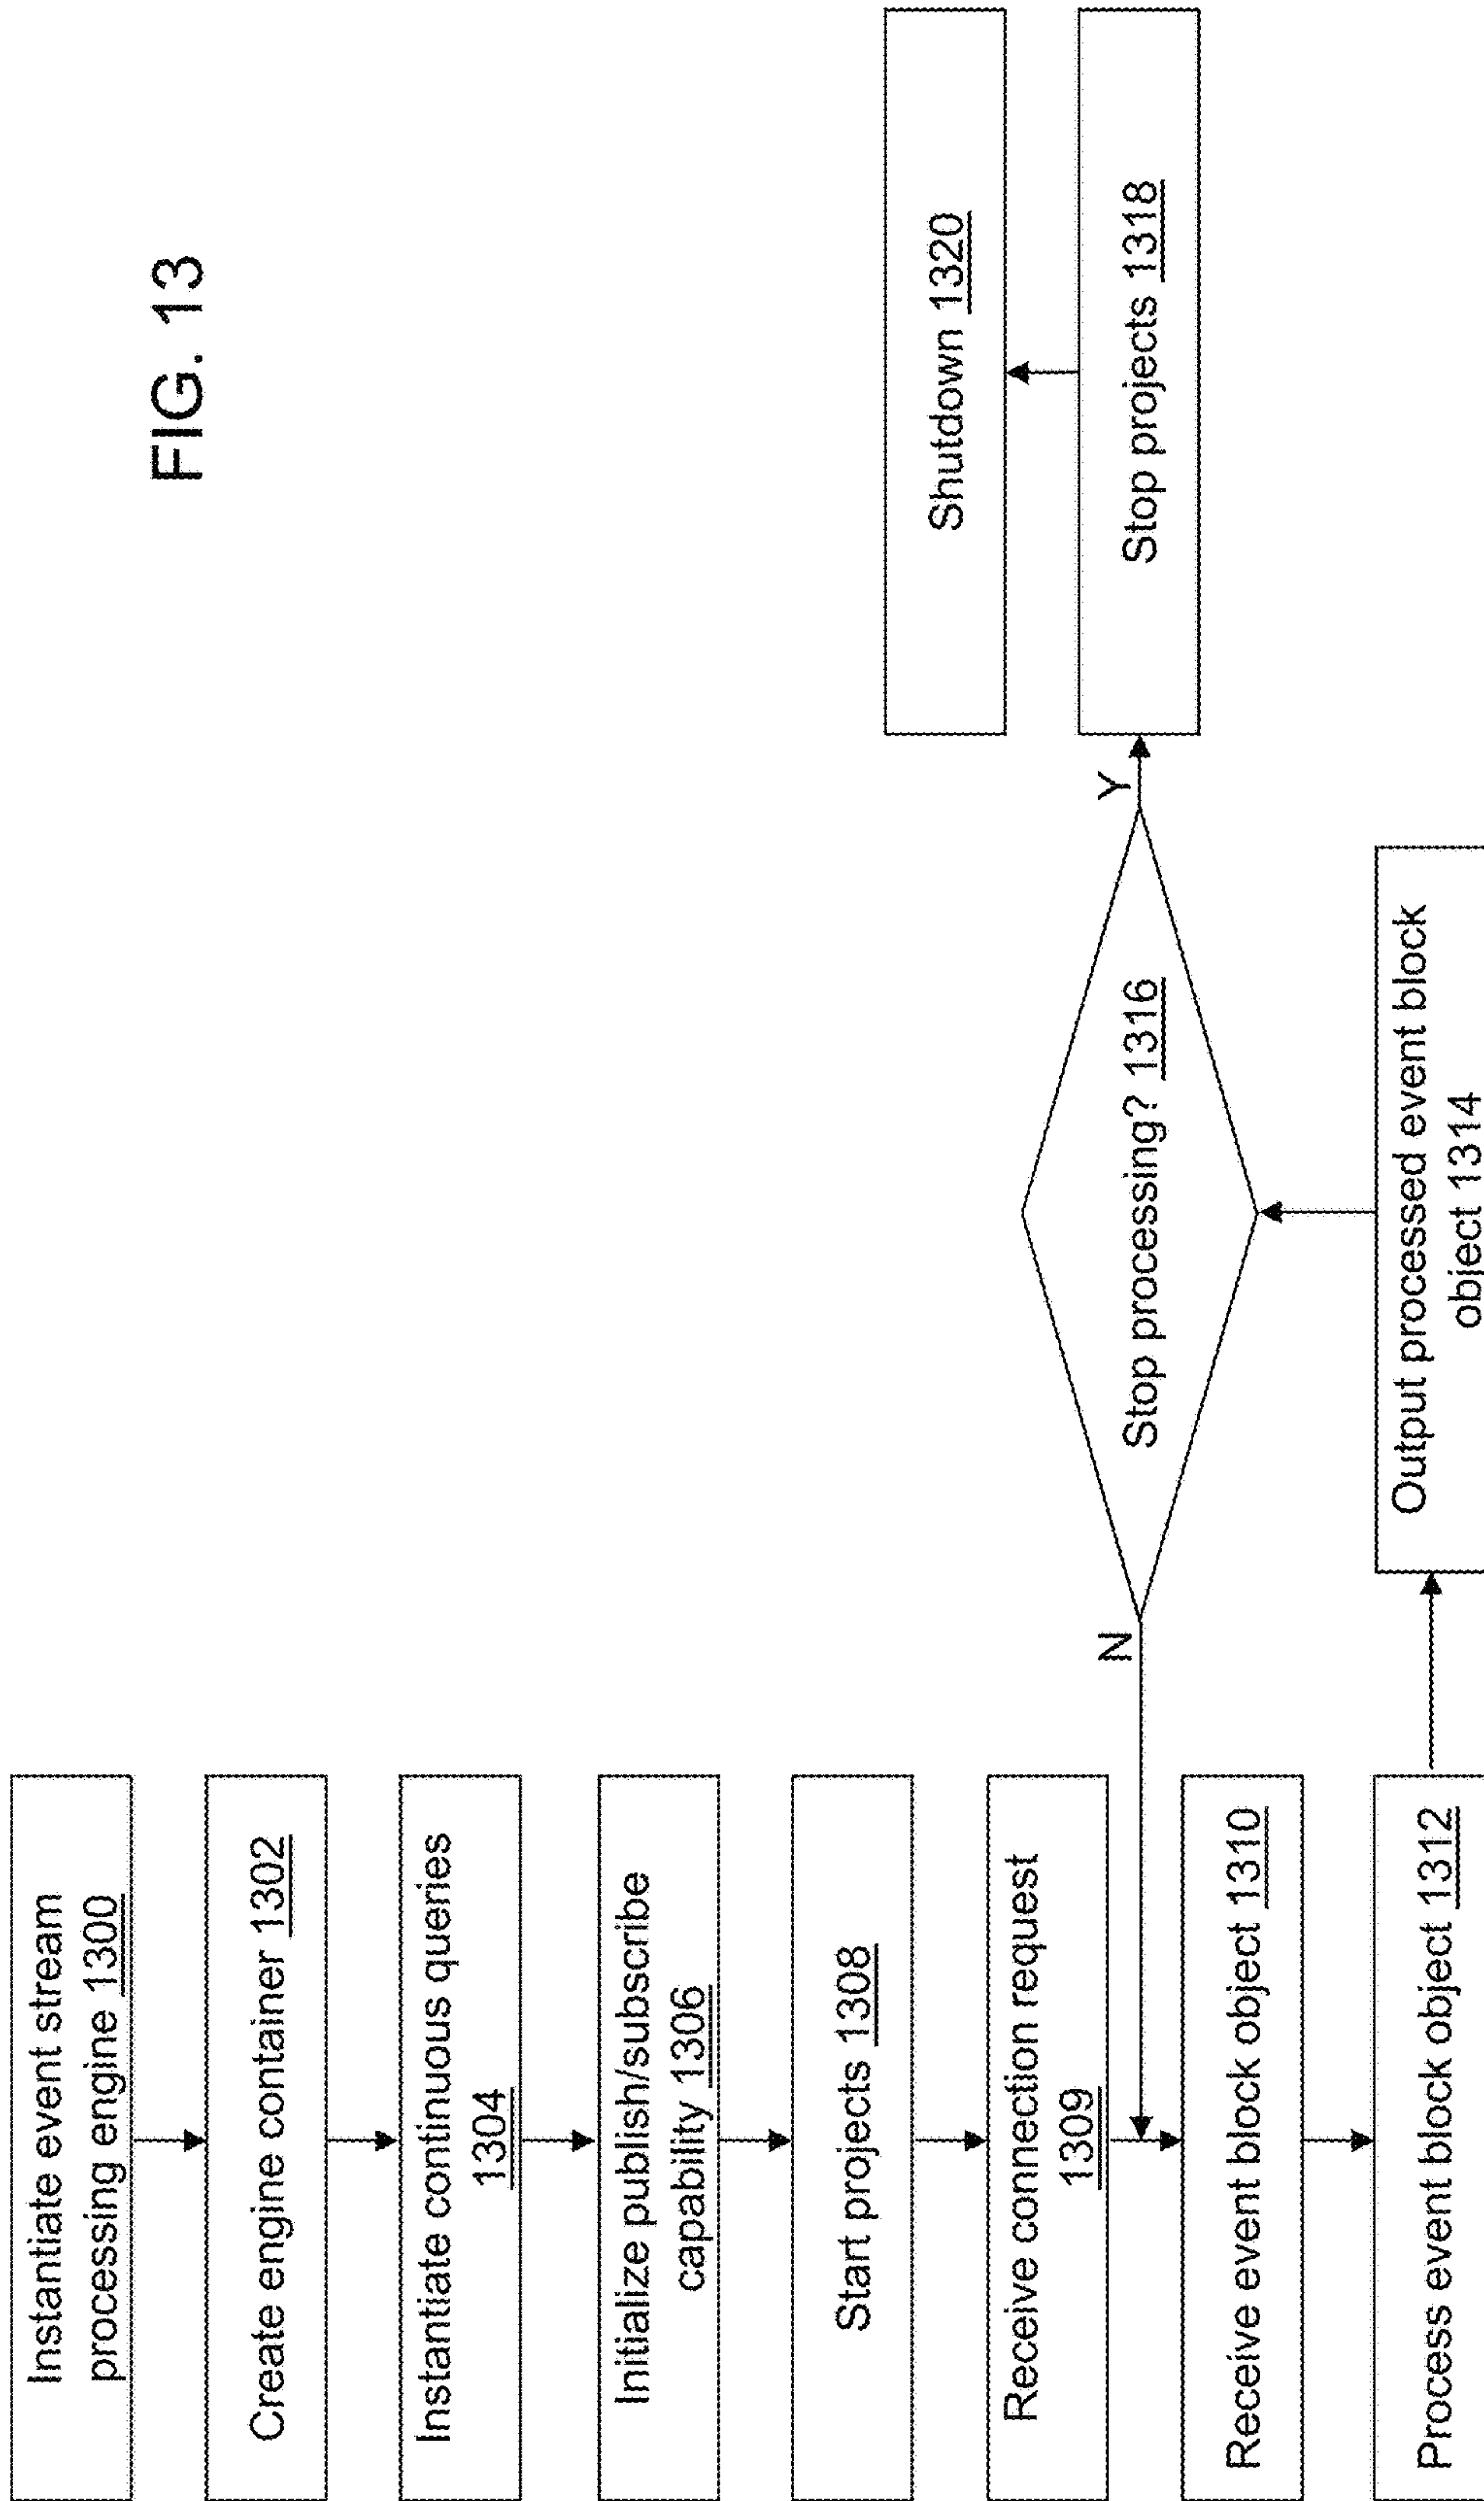 FIG. 13
Instantiate event stream
processing engine 1300
Create engine container 1302
Instantiate continuous queries
1304
Initialize publish/subscribe
capability 1306
Start projects 1308
Receive connection request
1309
Receive event block object 1310
Process event block object 1312
Output processed event block
object 1314
Stop processing? 1316
N
Y
Stop projects 1318
Shutdown 1320